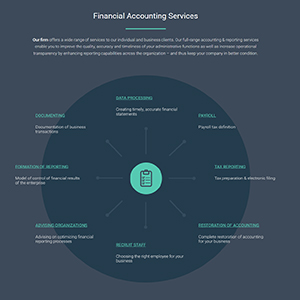 Financial Accounting Services
Our firm offers a wide range of services to our individual and business clients. Our full range accounting & reporting services
enable you to improve the quality, accuracy and timeliness of your administrative functions as well as increase operational
transparency by enhancing reporting capabilities across the organization – and thus keep your company in better condition.
DATA PROCESSING
Creating timely, accurate financial
statements
DOCUMENTING
Documentation of business
transactions
PAYROLL
Payroll tax definition
FORMATION OF REPORTING
Model of control of financial results
of the enterprise
TAX REPORTING
Tax preparation & electronic filing
ADVISING ORGANIZATIONS
Advising on optimizing financial
reporting processes
RESTORATION OF ACCOUNTING
Complete restoration of accounting
for your business
RECRUIT STAFF
Choosing the right employee for your
business